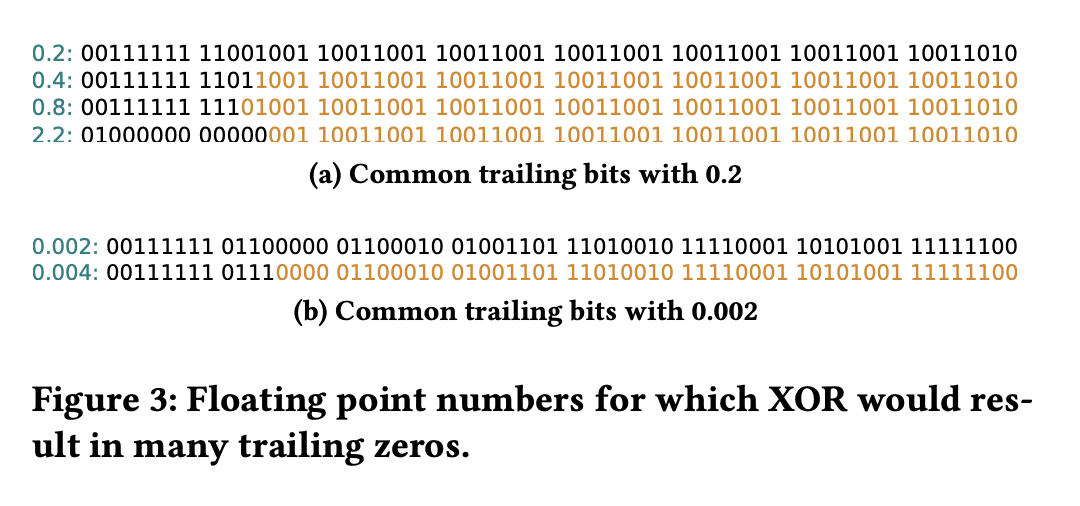 0.2: 00111111 11001001 10011001 10011001 10011001 10011001 10011001 10011010
0.4: 00111111 11011001 10011001 10011001 10011001 10011001 10011001 10011010
0.8: 00111111 11101001 10011001 10011001 10011001 10011001 10011001 10011010
2.2: 01000000 00000001 10011001 10011001 10011001 10011001 10011001 10011010
(a) Common trailing bits with 0.2
0.002: 00111111 01100000 01100010 01001101 11010010 11110001 10101001 11111100
0.004: 00111111 01110000 01100010 01001101 11010010 11110001 10101001 11111100
(b) Common trailing bits with 0.002
Figure 3: Floating point numbers for which XOR would res-
ult in many trailing zeros.